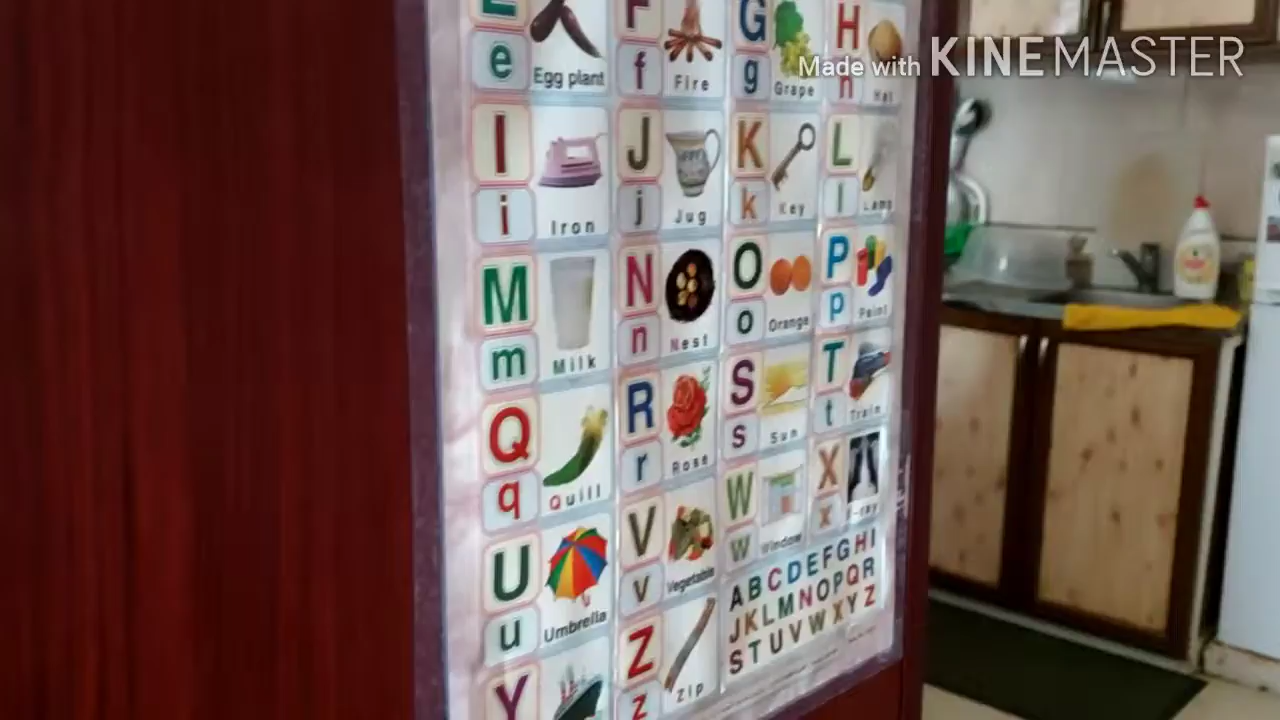 Made with KINEMASTER
E F G H
e f g h
Egg plant Fire Grape Hat
I J K L
i j k l
Iron Jug Key Lamp
M N O P
m n o p
Milk Nest Orange Paint
Q R S T
q r s t
Quill Rose Sun Train
U V W X
u v w x
Umbrella Vegetable Window X-ray
Y Z
z
Zip
ABCDEFGHI
JKLMNOPQR
STUVWXYZ